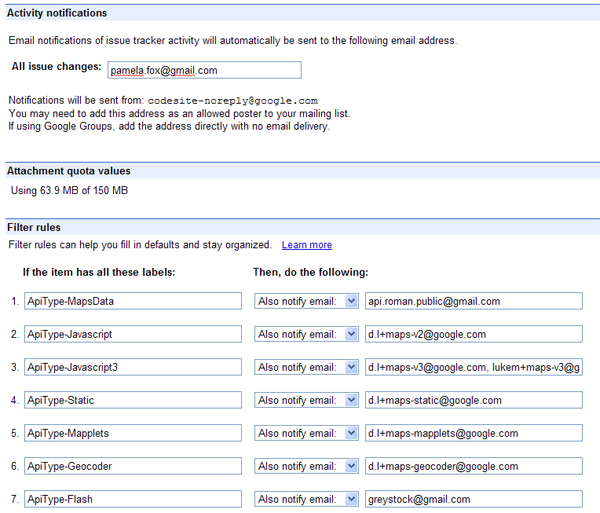 Activity notifications
Email notifications of issue tracker activity will automatically be sent to the following email address.
All issue changes: pamela.fox@gmail.com
Notifications will be sent from: codesite-noreply@google.com
You may need to add this address as an allowed poster to your mailing list.
If using Google Groups, add the address directly with no email delivery.
Attachment quota values
Using 63.9 MB of 150 MB
Filter rules
Filter rules can help you fill in defaults and stay organized. Learn more
If the item has all these labels: Then, do the following:
1. ApiType-MapsData Also notify email: api.roman.public@gmail.com
2. ApiType-Javascript Also notify email: d.l+maps-v2@google.com
3. ApiType-Javascript3 Also notify email: d.l+maps-v3@google.com, lukem+maps-v3@g
4. ApiType-Static Also notify email: d.l+maps-static@google.com
5. ApiType-Mapplets Also notify email: d.l+maps-mapplets@google.com
6. ApiType-Geocoder Also notify email: d.l+maps-geocoder@google.com
7. ApiType-Flash Also notify email: greystock@gmail.com